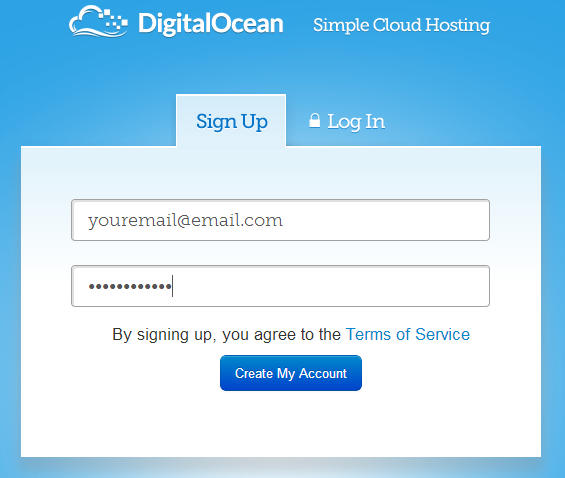 DigitalOcean Simple Cloud Hosting
Sign Up Log In
youremail@email.com
••••••••••••
By signing up, you agree to the Terms of Service
Create My Account